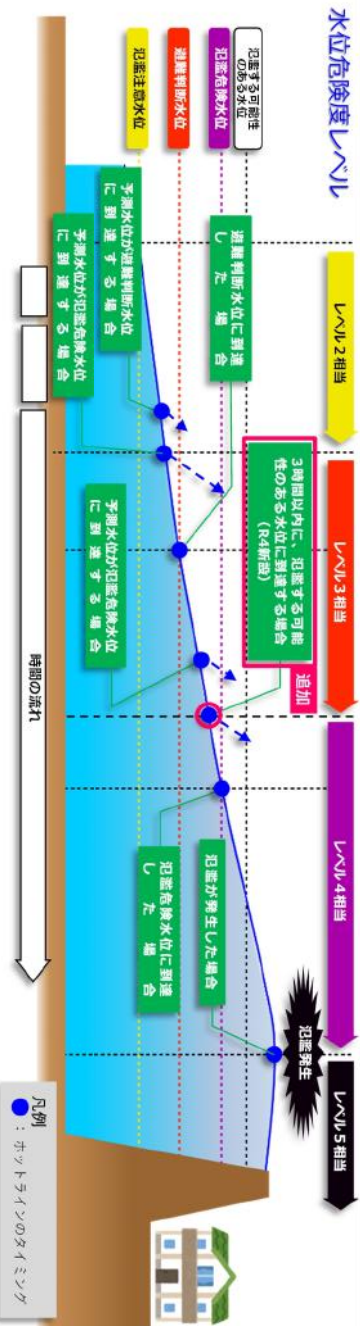 水位危険度レベル
レベル2相当
レベル3相当
レベル4相当
レベル5相当
氾濫する可能性
のある水位
氾濫危険水位
避難判断水位
氾濫注意水位
避難判断水位に到達
した場合
3時間以内に、氾濫する可能
性のある水位に到達する場合
(R4新設)
追加
氾濫が発生した場合
氾濫発生
予測水位が避難判断水位
に到達する場合
予測水位が氾濫危険水位
に到達する場合
予測水位が氾濫危険水位
に到達する場合
氾濫危険水位に到達
した場合
時間の流れ
凡例
：ホットラインのタイミング